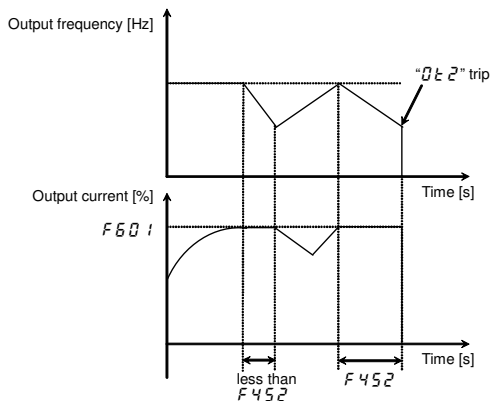 Output frequency [Hz]
“Ot2” trip
Time [s]
Output current [%]
F601
Time [s]
less than
F452
F452